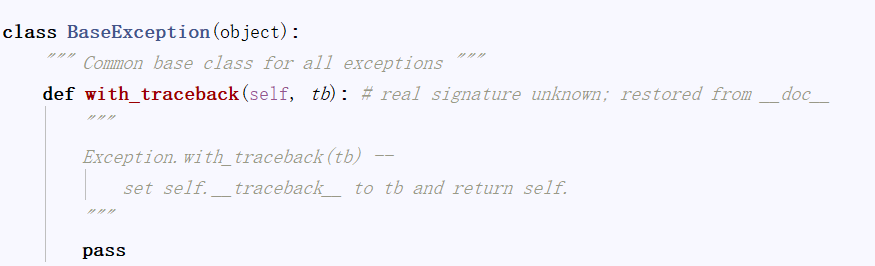 class BaseException(object):
""" Common base class for all exceptions """
def with_traceback(self, tb): # real signature unknown; restored from __doc__
"""
Exception.with_traceback(tb) --
set self.__traceback__ to tb and return self.
"""
pass